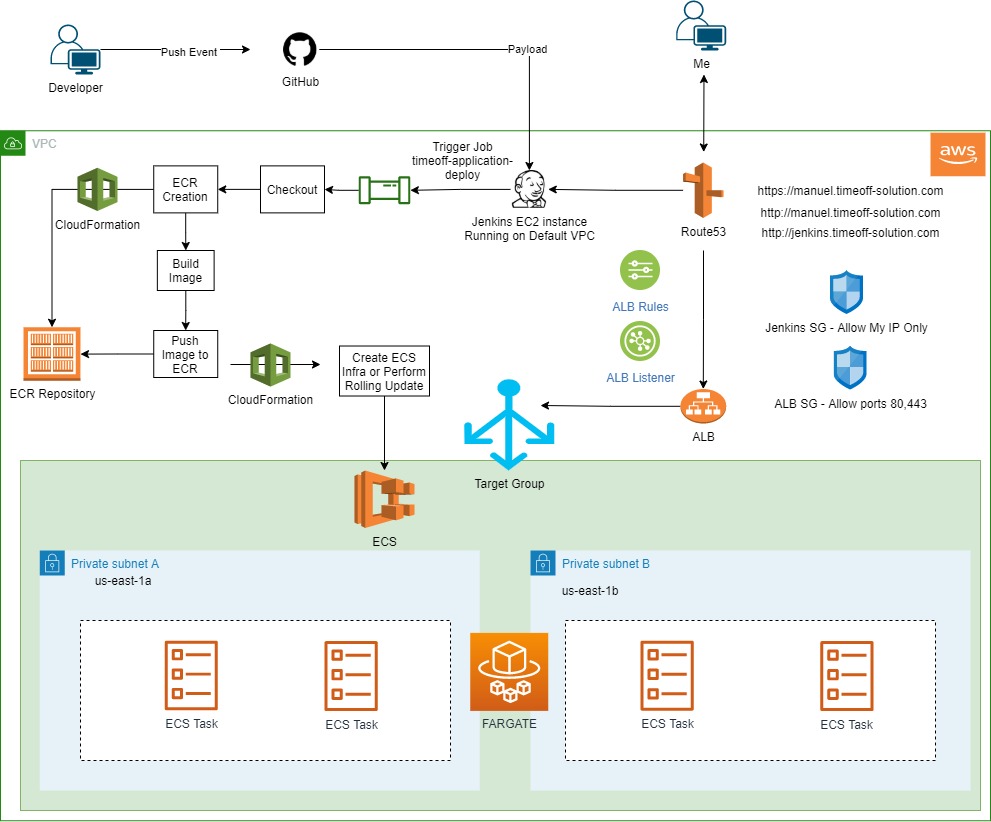 Push Event
Payload
Developer
GitHub
Me
VPC
aws
Trigger Job
timeoff-application-
deploy
ECR
Creation
Checkout
CloudFormation
Jenkins EC2 instance
Running on Default VPC
Route53
https://manuel.timeoff-solution.com
http://manuel.timeoff-solution.com
http://jenkins.timeoff-solution.com
Build
Image
ALB Rules
Jenkins SG - Allow My IP Only
Push
Image to
ECR
ECR Repository
CloudFormation
Create ECS
Infra or Perform
Rolling Update
ALB Listener
ALB SG - Allow ports 80,443
ALB
Target Group
ECS
Private subnet A
us-east-1a
Private subnet B
us-east-1b
ECS Task
ECS Task
FARGATE
ECS Task
ECS Task